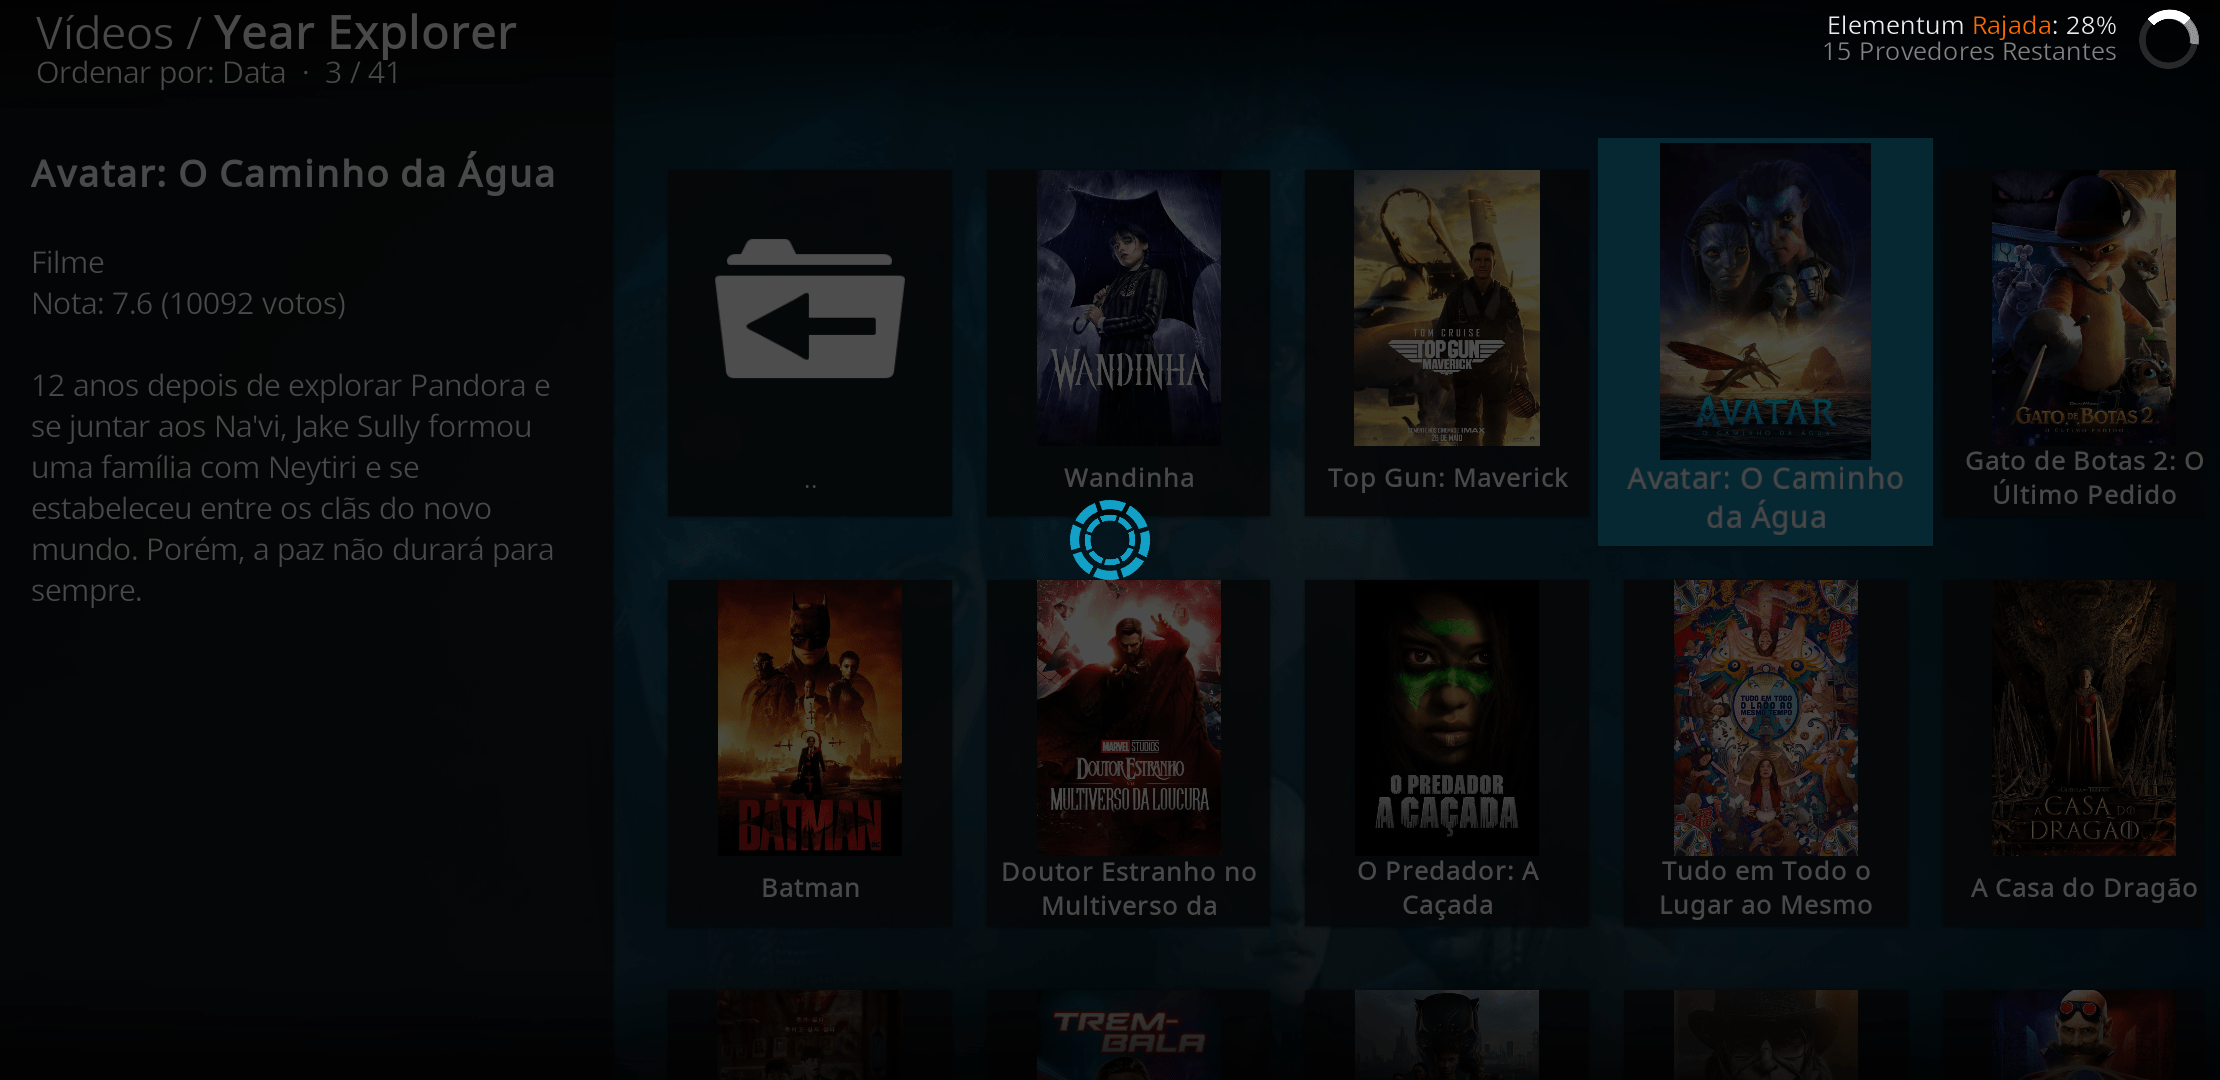 Vídeos / Year Explorer
Ordenar por: Data · 3 / 41
Elementum Rajada: 28%
15 Provedores Restantes
Avatar: O Caminho da Água
Filme
Nota: 7.6 (10092 votos)
12 anos depois de explorar Pandora e
se juntar aos Na'vi, Jake Sully formou
uma família com Neytiri e se
estabeleceu entre os clãs do novo
mundo. Porém, a paz não durará para
sempre.
..
WANDINHA
Wandinha
TOM CRUISE
TOP GUN
MAVERICK
Top Gun: Maverick
AVATAR
O CAMINHO DA ÁGUA
Avatar: O Caminho
da Água
GATO DE BOTAS 2
O ÚLTIMO PEDIDO
Gato de Botas 2: O
Último Pedido
BATMAN
Batman
MARVEL STUDIOS
DOUTOR ESTRANHO
MULTIVERSO DA LOUCURA
Doutor Estranho no
Multiverso da
O PREDADOR
A CAÇADA
O Predador: A
Caçada
TUDO EM TODO
O LADO AO
MESMO TEMPO
Tudo em Todo o
Lugar ao Mesmo
A CASA DO
DRAGÃO
A Casa do Dragão
TREM-
BALA